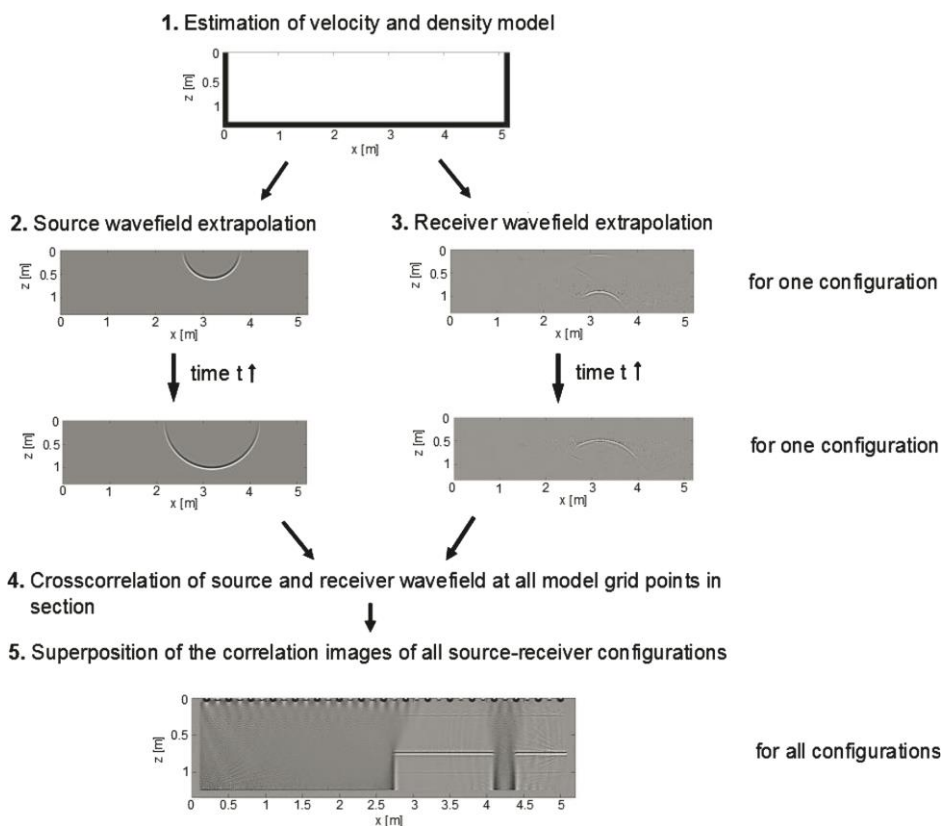 1. Estimation of velocity and density model
0
0.5
1
z [m]
0 1 2 3 4 5
x [m]
2. Source wavefield extrapolation
0
0.5
1
z [m]
0 1 2 3 4 5
x [m]
3. Receiver wavefield extrapolation
0
0.5
1
z [m]
0 1 2 3 4 5
x [m]
for one configuration
time t ↑
time t ↑
0
0.5
1
z [m]
0 1 2 3 4 5
x [m]
0
0.5
1
z [m]
0 1 2 3 4 5
x [m]
for one configuration
4. Crosscorrelation of source and receiver wavefield at all model grid points in
section
5. Superposition of the correlation images of all source-receiver configurations
0
0.5
1
z [m]
0 0.5 1 1.5 2 2.5 3 3.5 4 4.5 5
x [m]
for all configurations